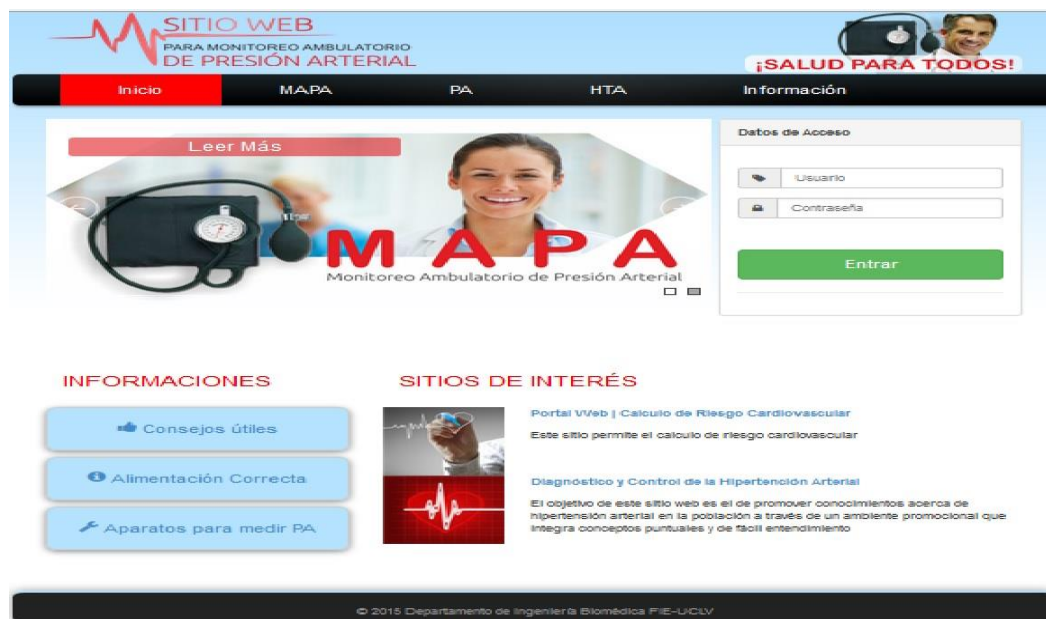 SITIO WEB
PARA MONITOREO AMBULATORIO
DE PRESIÓN ARTERIAL
¡SALUD PARA TODOS!
Inicio
MAPA
PA
HTA
Información
Leer Más
MAPA
Monitoreo Ambulatorio de Presión Arterial
Datos de Acceso
Usuario
Contraseña
Entrar
INFORMACIONES
Consejos útiles
Alimentación Correcta
Aparatos para medir PA
SITIOS DE INTERÉS
Portal Web | Calculo de Riesgo Cardiovascular
Este sitio permite el calculo de riesgo cardiovascular
Diagnóstico y Control de la Hipertención Arterial
El objetivo de este sitio web es el de promover conocimientos acerca de
hipertensión arterial en la población a través de un ambiente promocional que
integra conceptos puntuales y de fácil entendimiento
© 2015 Departamento de Ingeniería Biomédica FIE-UCLV